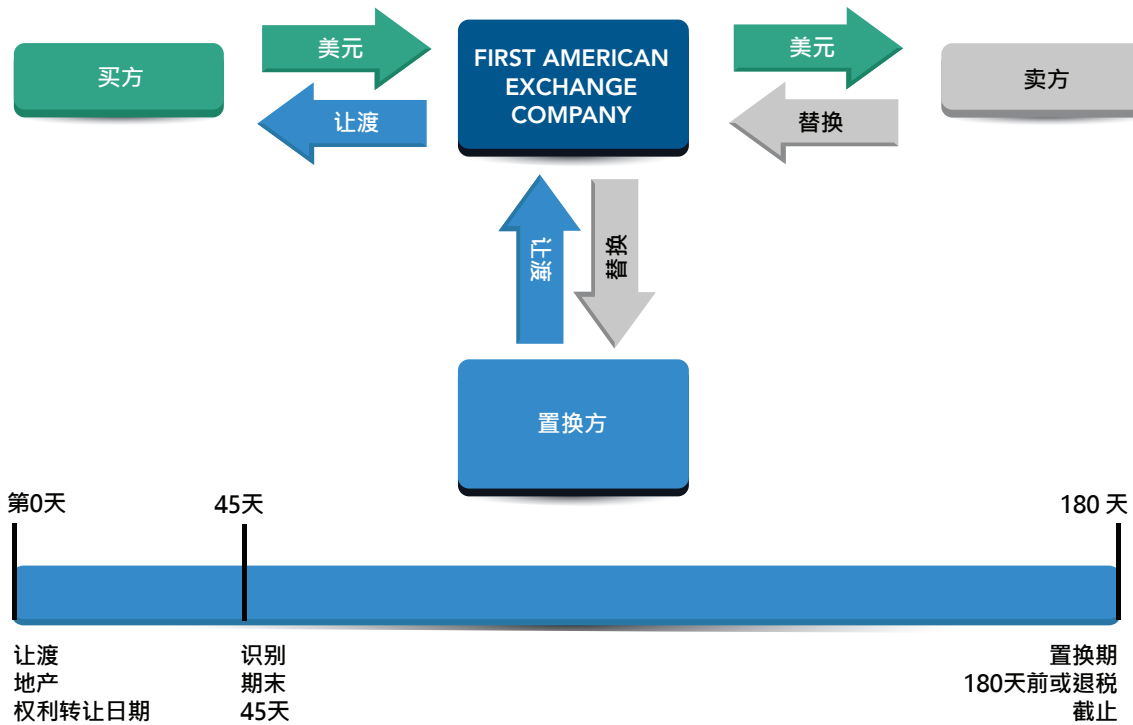 买方
美元
让渡
FIRST AMERICAN
EXCHANGE
COMPANY
美元
替换
卖方
让渡
替换
置换方
第0天
45天
180 天
让渡
地产
权利转让日期
识别
期末
45天
置换期
180天前或退税
截止